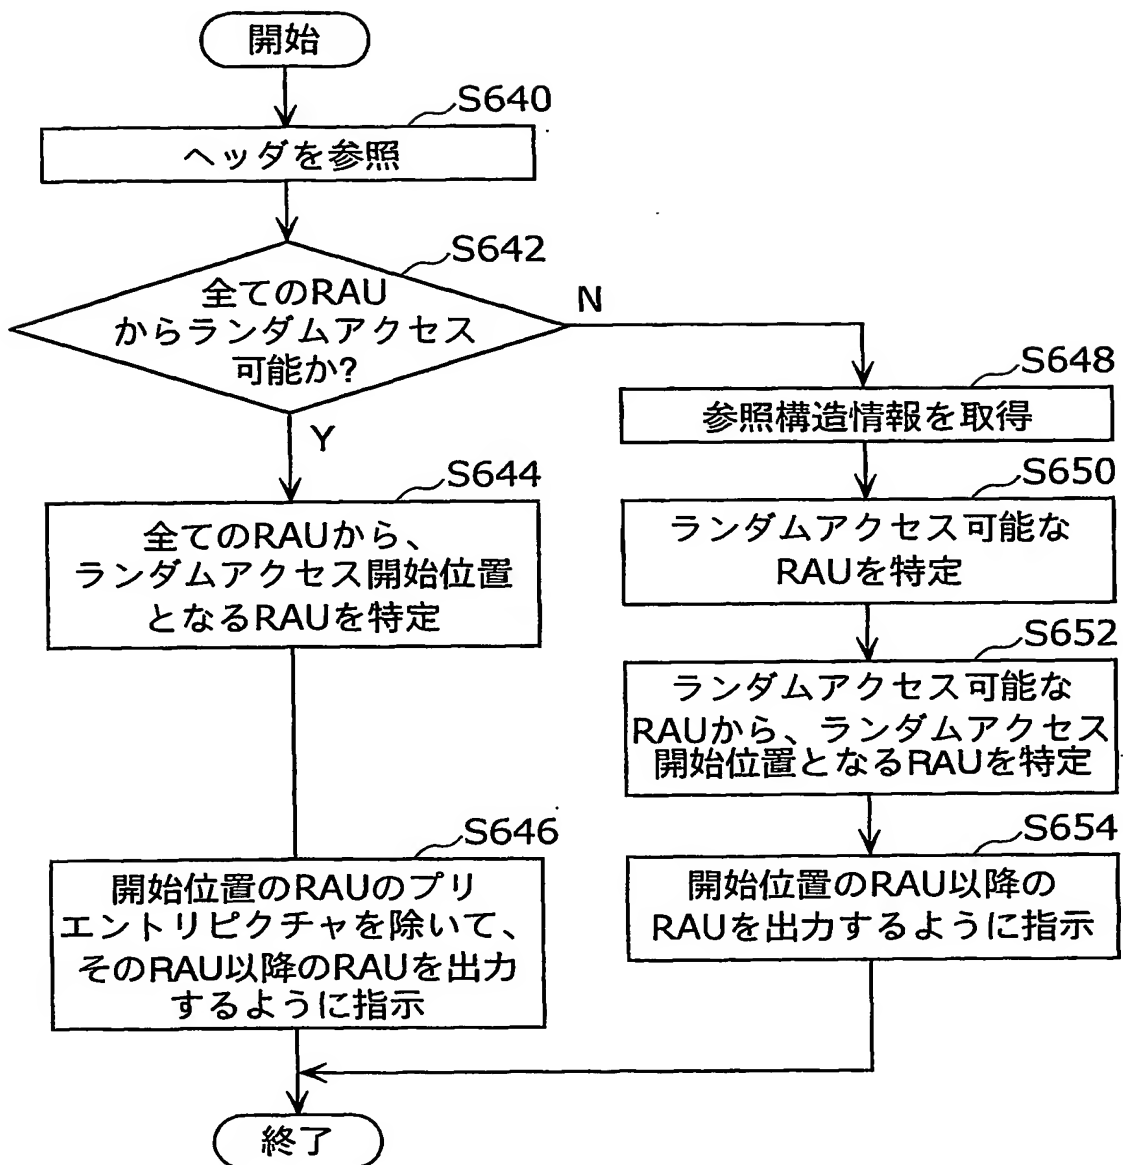 開始
S640
ヘッダを参照
S642
全てのRAU
からランダムアクセス
可能か?
N
Y
S644
全てのRAUから、
ランダムアクセス開始位置
となるRAUを特定
S646
開始位置のRAUのプリ
エントリピクチャを除いて、
そのRAU以降のRAUを出力
するように指示
S648
参照構造情報を取得
S650
ランダムアクセス可能な
RAUを特定
S652
ランダムアクセス可能な
RAUから、ランダムアクセス
開始位置となるRAUを特定
S654
開始位置のRAU以降の
RAUを出力するように指示
終了